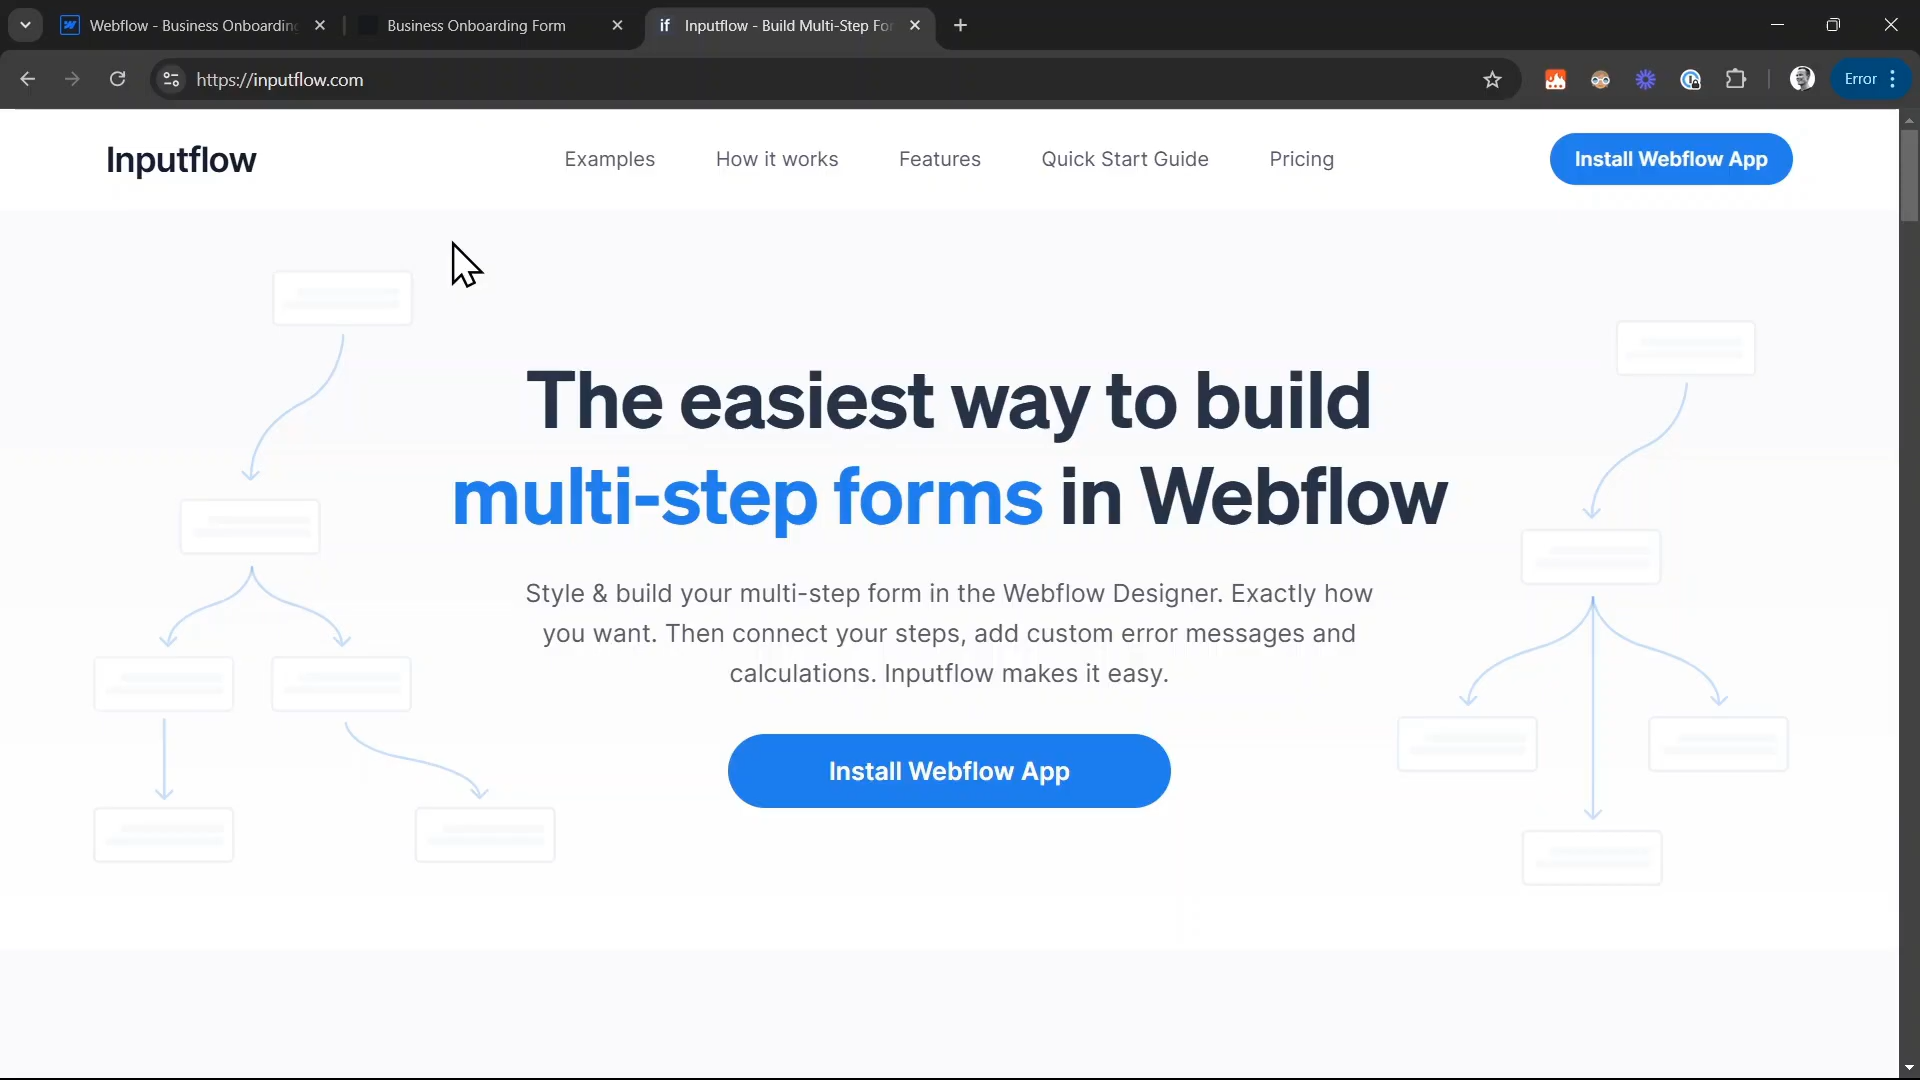 Webflow - Business Onboarding
Business Onboarding Form
if Inputflow - Build Multi-Step For
https://inputflow.com
Error
Inputflow
Examples
How it works
Features
Quick Start Guide
Pricing
Install Webflow App
The easiest way to build
multi-step forms in Webflow
Style & build your multi-step form in the Webflow Designer. Exactly how
you want. Then connect your steps, add custom error messages and
calculations. Inputflow makes it easy.
Install Webflow App